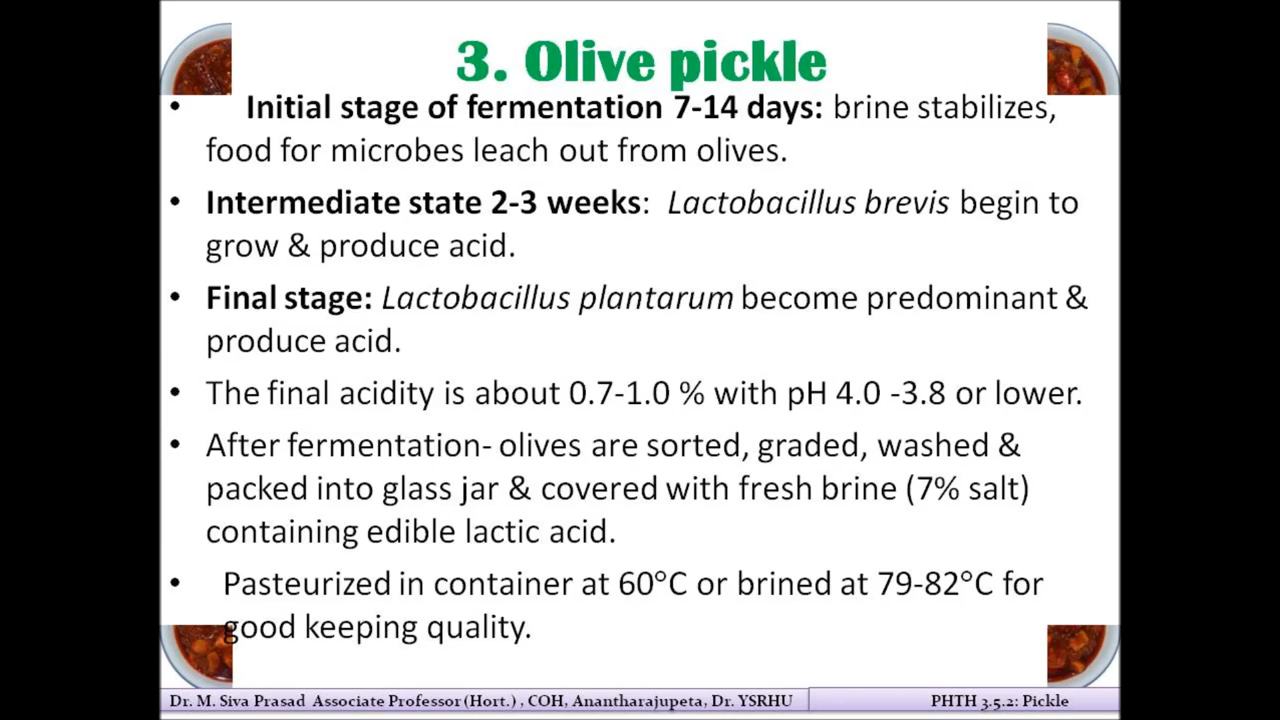 3. Olive pickle
• Initial stage of fermentation 7-14 days: brine stabilizes,
food for microbes leach out from olives.
• Intermediate state 2-3 weeks: Lactobacillus brevis begin to
grow & produce acid.
• Final stage: Lactobacillus plantarum become predominant &
produce acid.
• The final acidity is about 0.7-1.0 % with pH 4.0 -3.8 or lower.
• After fermentation- olives are sorted, graded, washed &
packed into glass jar & covered with fresh brine (7% salt)
containing edible lactic acid.
• Pasteurized in container at 60°C or brined at 79-82°C for
good keeping quality.
Dr. M. Siva Prasad Associate Professor (Hort.) , COH, Anantharajupeta, Dr. YSRHU
PHTH 3.5.2: Pickle